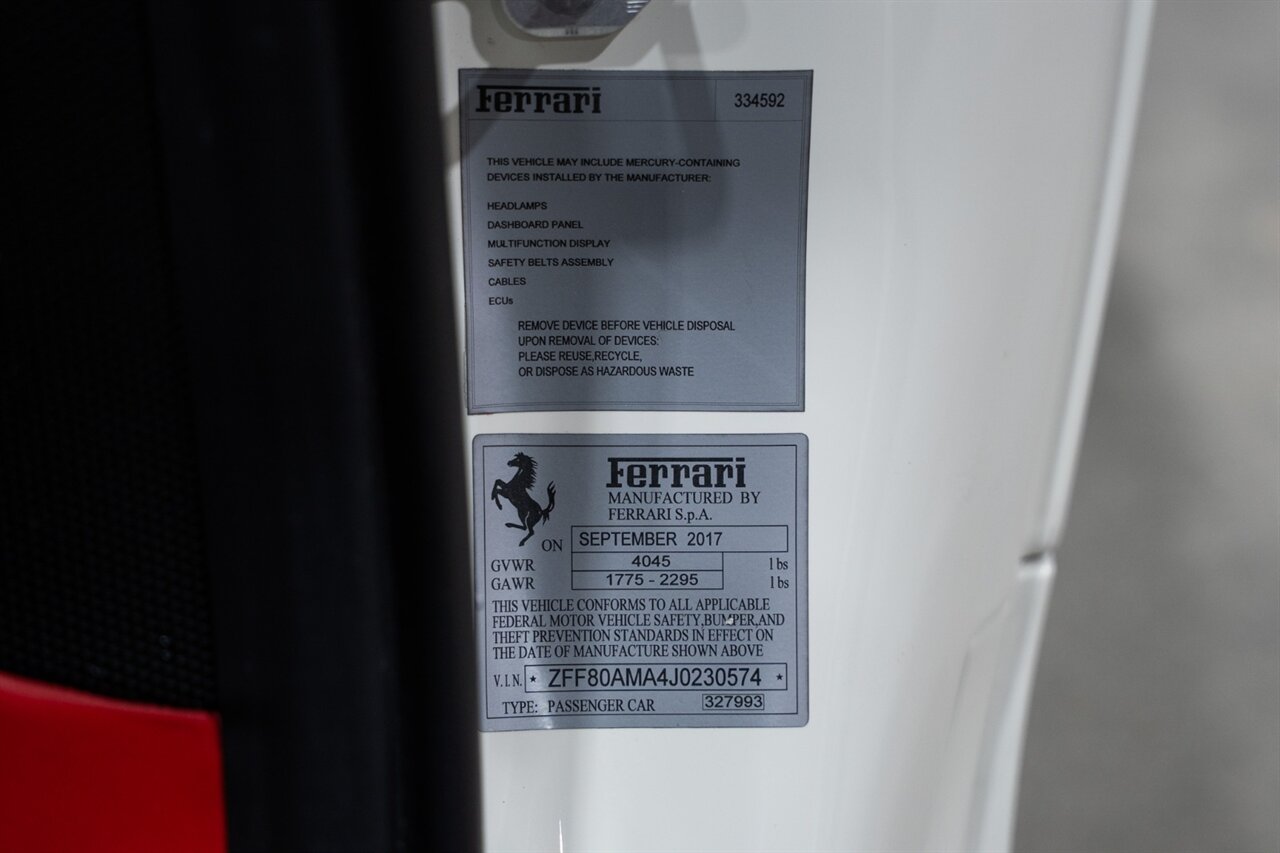 Ferrari 334592
THIS VEHICLE MAY INCLUDE MERCURY-CONTAINING
DEVICES INSTALLED BY THE MANUFACTURER:
HEADLAMPS
DASHBOARD PANEL
MULTIFUNCTION DISPLAY
SAFETY BELTS ASSEMBLY
CABLES
ECUs
REMOVE DEVICE BEFORE VEHICLE DISPOSAL
UPON REMOVAL OF DEVICES:
PLEASE REUSE,RECYCLE,
OR DISPOSE AS HAZARDOUS WASTE
Ferrari
MANUFACTURED BY
FERRARI S.p.A.
ON SEPTEMBER 2017
GVWR 4045 lbs
GAWR 1775 - 2295 lbs
THIS VEHICLE CONFORMS TO ALL APPLICABLE
FEDERAL MOTOR VEHICLE SAFETY,BUMPER,AND
THEFT PREVENTION STANDARDS IN EFFECT ON
THE DATE OF MANUFACTURE SHOWN ABOVE
V.I.N. * ZFF80AMA4J0230574 *
TYPE: PASSENGER CAR 327993